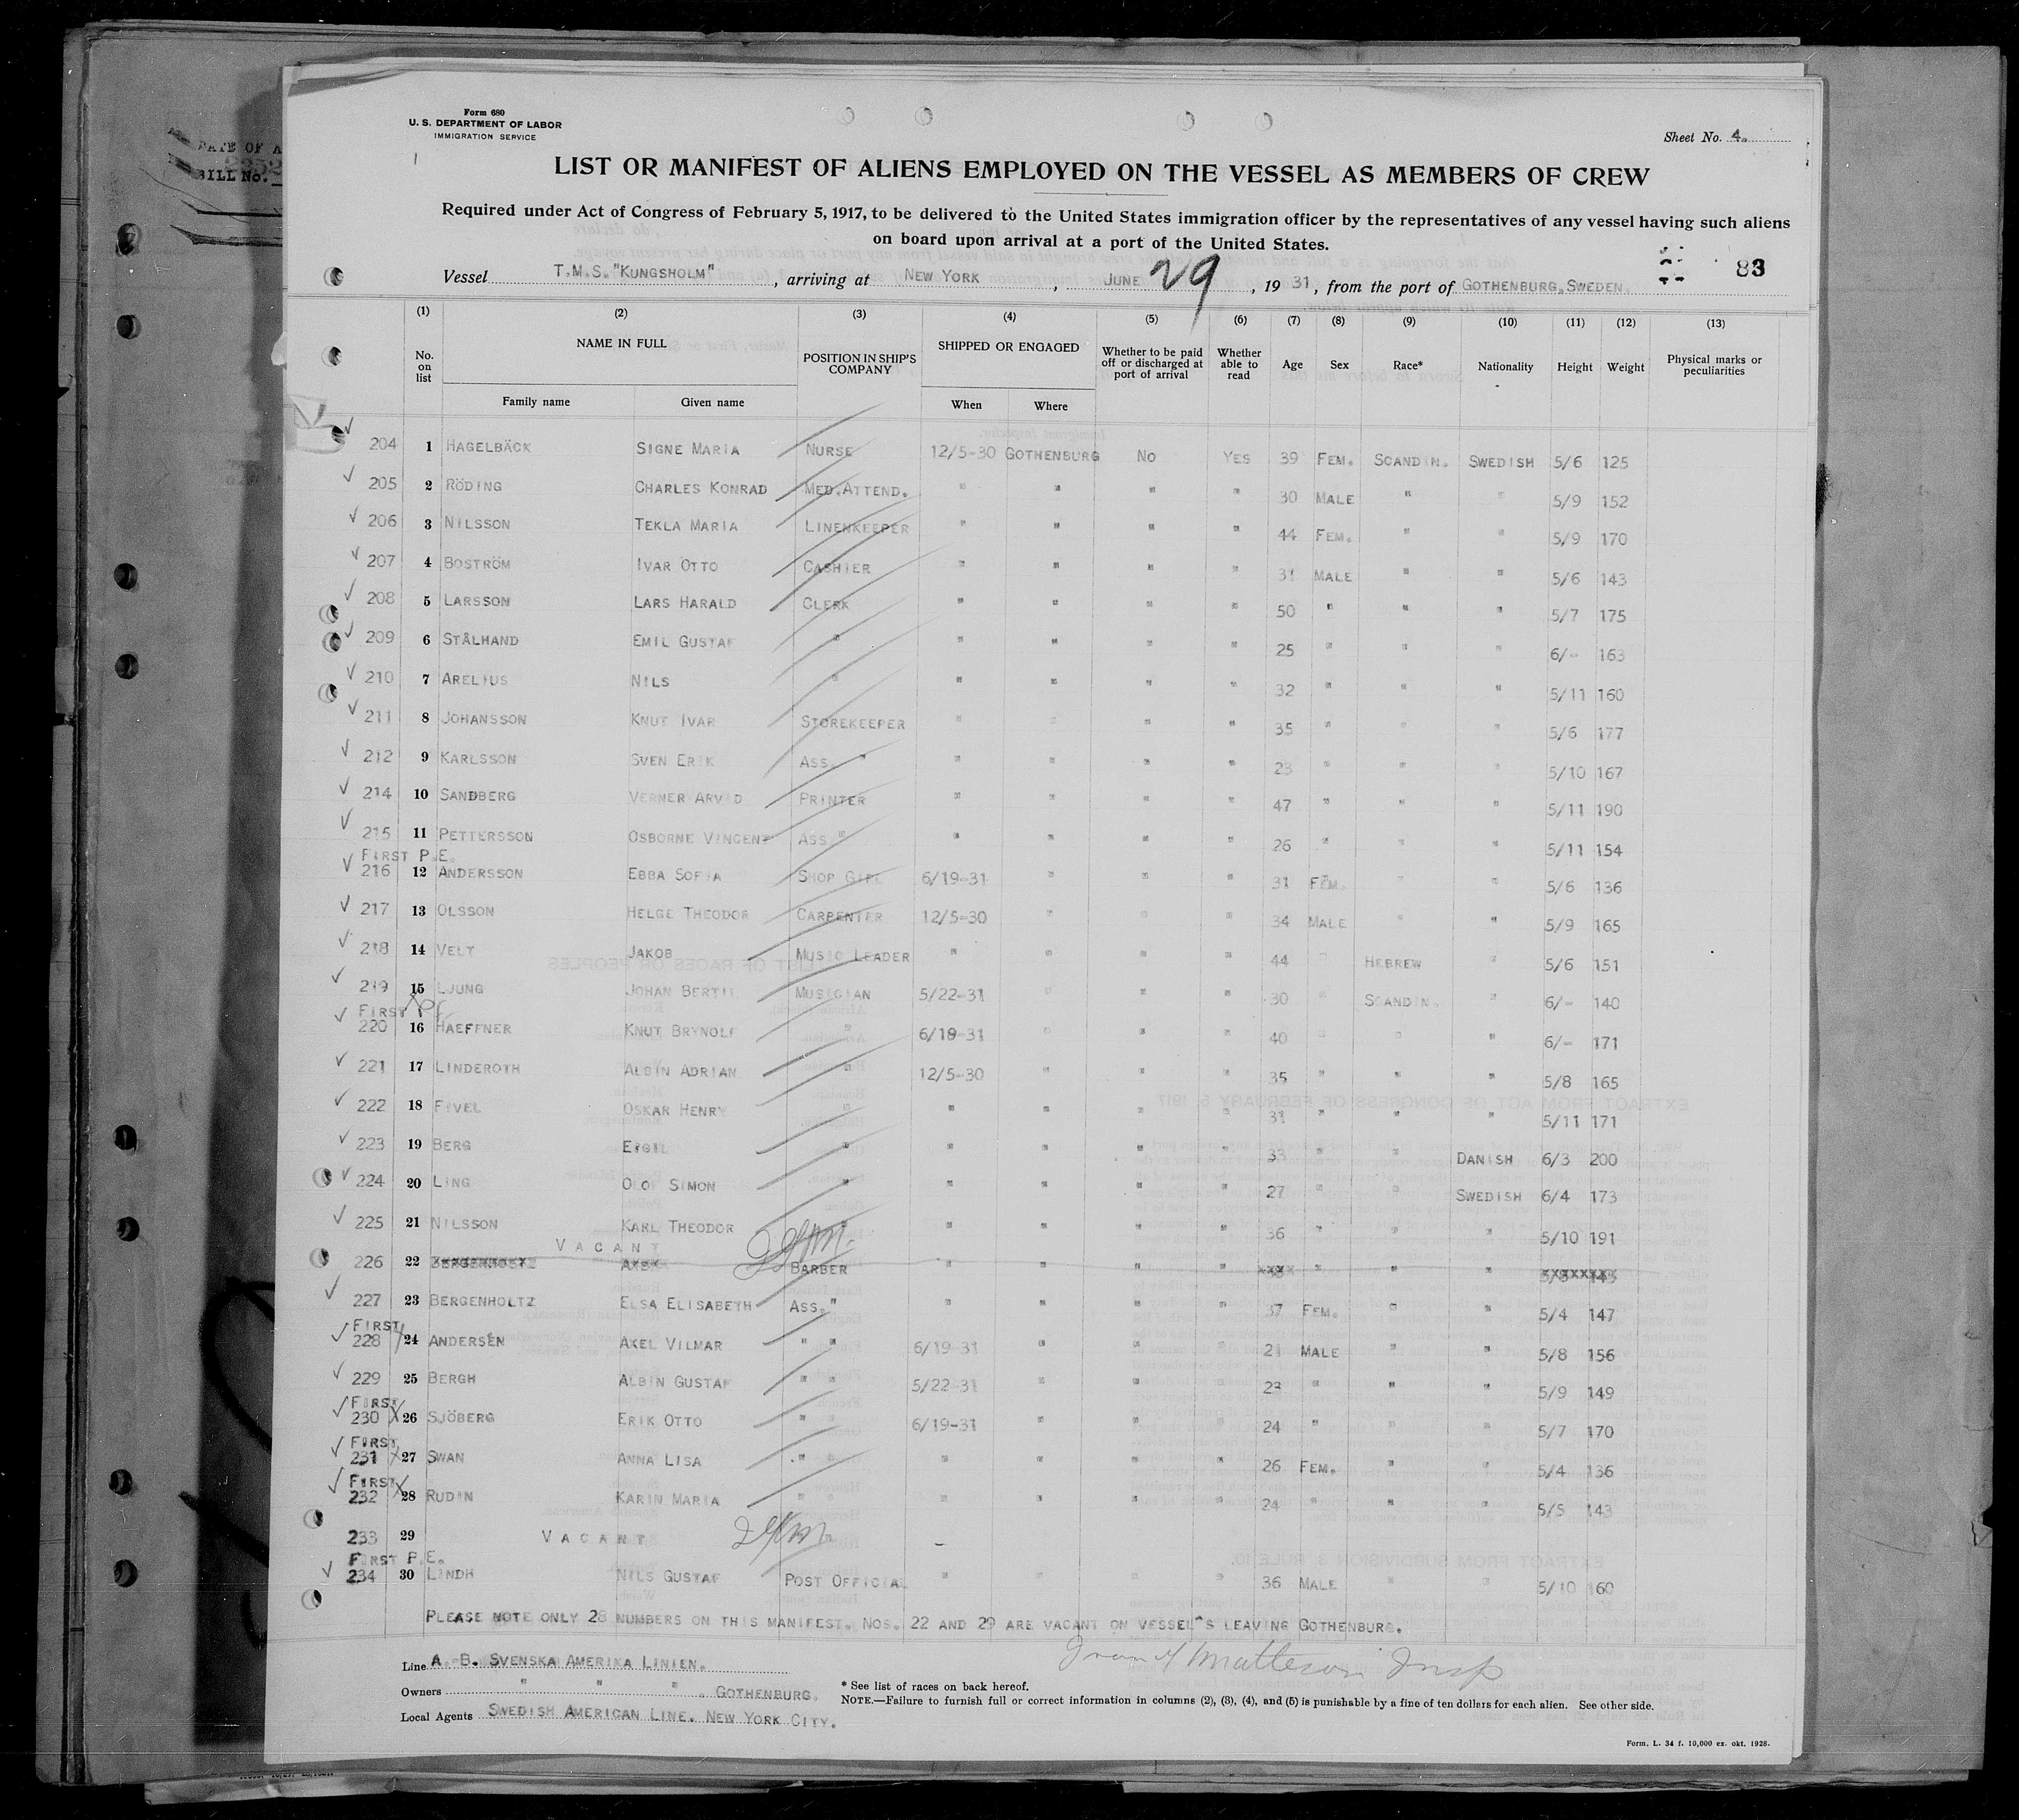 Form 680
U. S. DEPARTMENT OF LABOR
IMMIGRATION SERVICE
Sheet No. 4.
DATE OF A
BILL No.
LIST OR MANIFEST OF ALIENS EMPLOYED ON THE VESSEL AS MEMBERS OF CREW
Required under Act of Congress of February 5, 1917, to be delivered to the United States immigration officer by the representatives of any vessel having such aliens
on board upon arrival at a port of the United States.
83
Vessel T.M.S. "KUNGSHOLM", arriving at NEW YORK, JUNE 29, 1931, from the port of GOTHENBURG, SWEDEN.
(1) (2) (3) (4) (5) (6) (7) (8) (9) (10) (11) (12) (13)
No. on list NAME IN FULL POSITION IN SHIP'S COMPANY SHIPPED OR ENGAGED Whether to be paid off or discharged at port of arrival Whether able to read Age Sex Race* Nationality Height Weight Physical marks or peculiarities
Family name Given name When Where
204 1 HAGELBÄCK SIGNE MARIA NURSE 12/5-30 GOTHENBURG NO YES 39 FEM. SCANDIN. SWEDISH 5/6 125
205 2 RÖDING CHARLES KONRAD MED.ATTEND. " " " " 30 MALE " " 5/9 152
206 3 NILSSON TEKLA MARIA LINENKEEPER " " " " 44 FEM. " " 5/9 170
207 4 BOSTRÖM IVAR OTTO CASHIER " " " " 31 MALE " " 5/6 143
208 5 LARSSON LARS HARALD CLERK " " " " 50 " " " 5/7 175
209 6 STÅLHAND EMIL GUSTAF " " " " " 25 " " " 6/- 163
210 7 ARELIUS NILS " " " " " 32 " " " 5/11 160
211 8 JOHANSSON KNUT IVAR STOREKEEPER " " " " 35 " " " 5/6 177
212 9 KARLSSON SVEN ERIK ASS. " " " " " 23 " " " 5/10 167
214 10 SANDBERG VERNER ARVID PRINTER " " " " 47 " " " 5/11 190
215 11 PETTERSSON OSBORNE VINCENT ASS. " " " " " 26 " " " 5/11 154
FIRST P.E.
216 12 ANDERSSON EBBA SOFIA SHOP GIRL 6/19-31 " " " 31 FEM. " " 5/6 136
217 13 OLSSON HELGE THEODOR CARPENTER 12/5-30 " " " 34 MALE " " 5/9 165
218 14 VELT JAKOB MUSIC LEADER " " " " 44 " HEBREW " 5/6 151
219 15 LJUNG JOHAN BERTIL MUSICIAN 5/22-31 " " " 30 " SCANDIN. " 6/- 140
FIRST
220 16 HAEFFNER KNUT BRYNOLF " 6/19-31 " " " 40 " " " 6/- 171
221 17 LINDEROTH ALBIN ADRIAN " 12/5-30 " " " 35 " " " 5/8 165
222 18 FIVEL OSKAR HENRY " " " " " 31 " " " 5/11 171
223 19 BERG EIGIL " " " " " 33 " " DANISH 6/3 200
224 20 LING OLOF SIMON " " " " " 27 " " SWEDISH 6/4 173
225 21 NILSSON KARL THEODOR " " " " " 36 " " " 5/10 191
VACANT
226 22 BARBER " " " " " " "
227 23 BERGENHOLTZ ELSA ELISABETH ASS. " " " " " 37 FEM. " " 5/4 147
FIRST
228 24 ANDERSÉN AXEL VILMAR " " 6/19-31 " " " 21 MALE " " 5/8 156
229 25 BERGH ALBIN GUSTAF " " 5/22-31 " " " 23 " " " 5/9 149
FIRST
230 26 SJÖBERG ERIK OTTO " " 6/19-31 " " " 24 " " " 5/7 170
FIRST
231 27 SWAN ANNA LISA " " " " " " 26 FEM. " " 5/4 136
FIRST
232 28 RUDIN KARIN MARIA " " " " " " 24 " " " 5/5 143
233 29 VACANT
FIRST P.E.
234 30 LINDH NILS GUSTAF POST OFFICIAL " " " " 36 MALE " " 5/10 160
PLEASE NOTE ONLY 28 NUMBERS ON THIS MANIFEST. NOS. 22 AND 29 ARE VACANT ON VESSEL'S LEAVING GOTHENBURG.
Line A.-B. SVENSKA AMERIKA LINIEN.
Owners " " " GOTHENBURG.
Local Agents SWEDISH AMERICAN LINE. NEW YORK CITY.
* See list of races on back hereof.
NOTE.—Failure to furnish full or correct information in columns (2), (3), (4), and (5) is punishable by a fine of ten dollars for each alien. See other side.
Form. L. 34 f. 10,000 ex. okt. 1928.